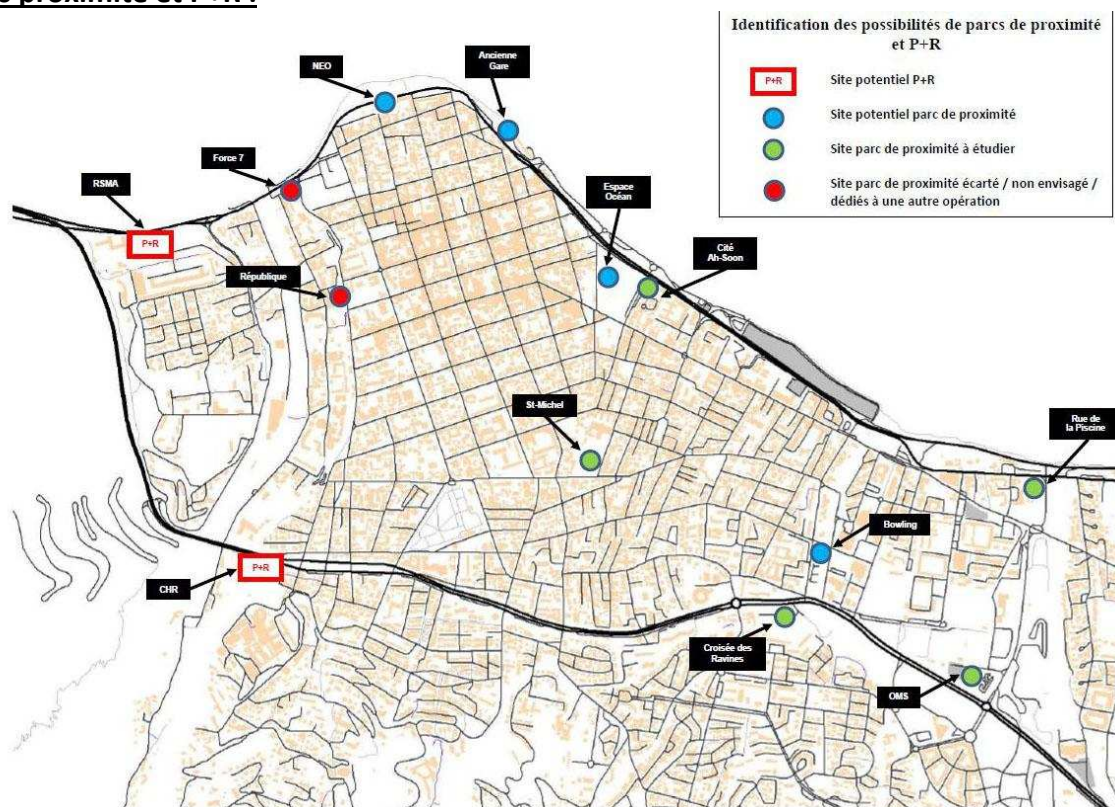 Identification des possibilités de parcs de proximité
et P+R
P+R
Site potentiel P+R
Site potentiel parc de proximité
Site parc de proximité à étudier
Site parc de proximité écarté / non envisagé /
dédiés à une autre opération
NEO
Ancienne
Gare
Force 7
RSMA
P+R
Espace
Océan
Cité
Ah-Soon
République
St-Michel
Rue de
la Piscine
Bowling
P+R
CHR
Croisée des
Ravines
OMS